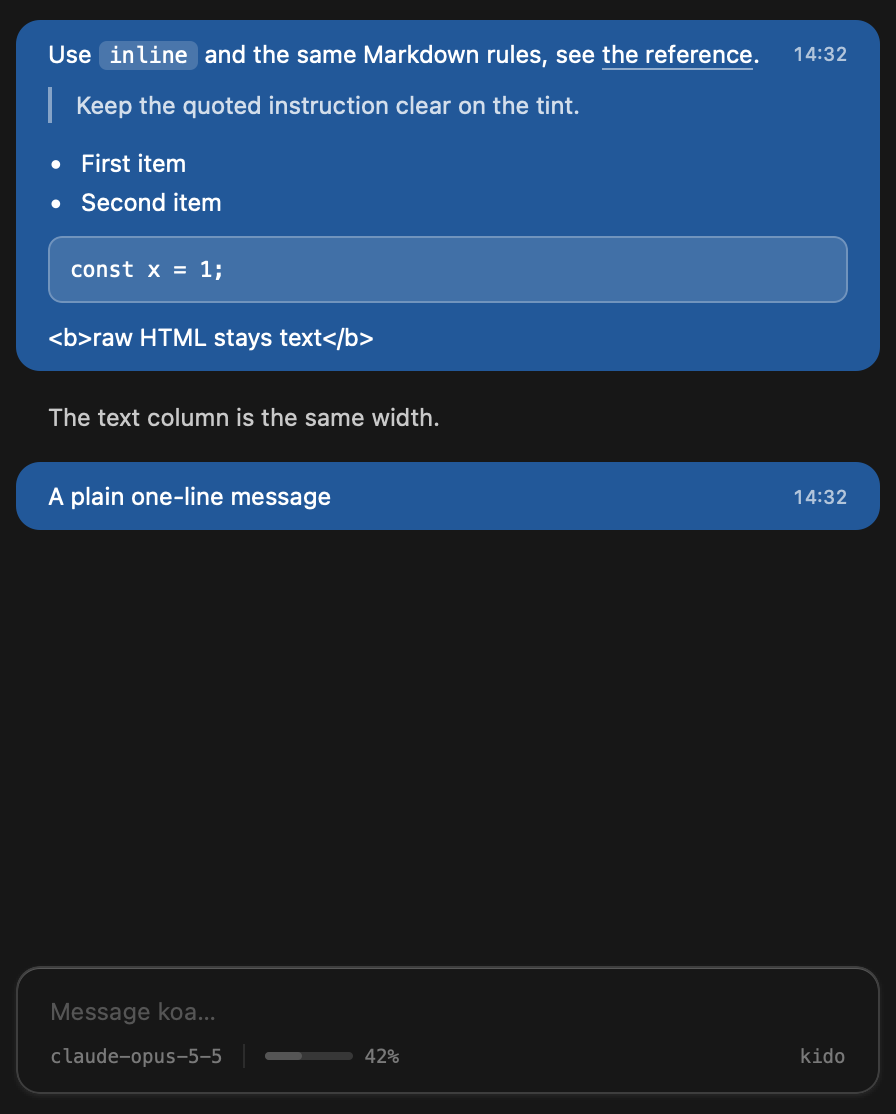 Use inline and the same Markdown rules, see the reference. 14:32
Keep the quoted instruction clear on the tint.
• First item
• Second item
const x = 1;
<b>raw HTML stays text</b>
The text column is the same width.
A plain one-line message 14:32
Message koa...
claude-opus-5-5 42% kido